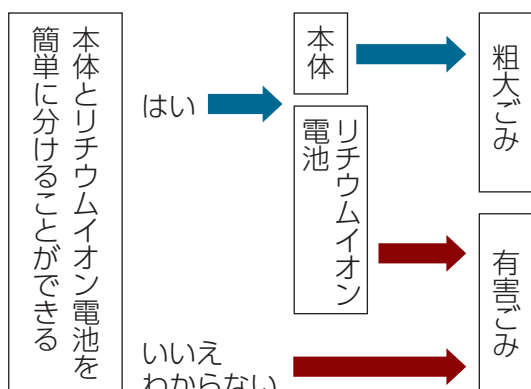 本体とリチウムイオン電池を
簡単に分けることができる
はい
本体
リチウムイオン
電池
粗大ごみ
有害ごみ
いいえ
わからない